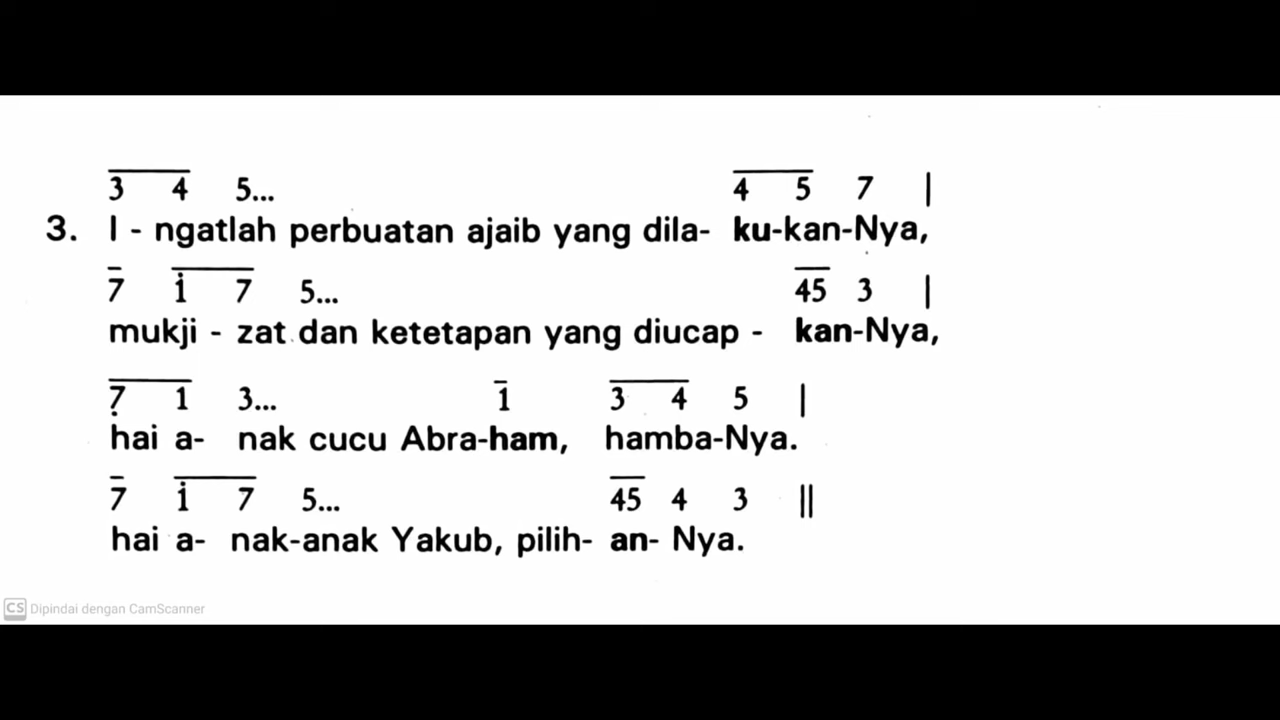 3 4 5... 4 5 7 |
3. I - ngatlah perbuatan ajaib yang dila- ku-kan-Nya,
7 i 7 5... 45 3 |
mukji - zat dan ketetapan yang diucap - kan-Nya,
7̣ 1 3... 1 3 4 5 |
hai a- nak cucu Abra-ham, hamba-Nya.
7 i 7 5... 45 4 3 ||
hai a- nak-anak Yakub, pilih- an- Nya.
CS Dipindai dengan CamScanner